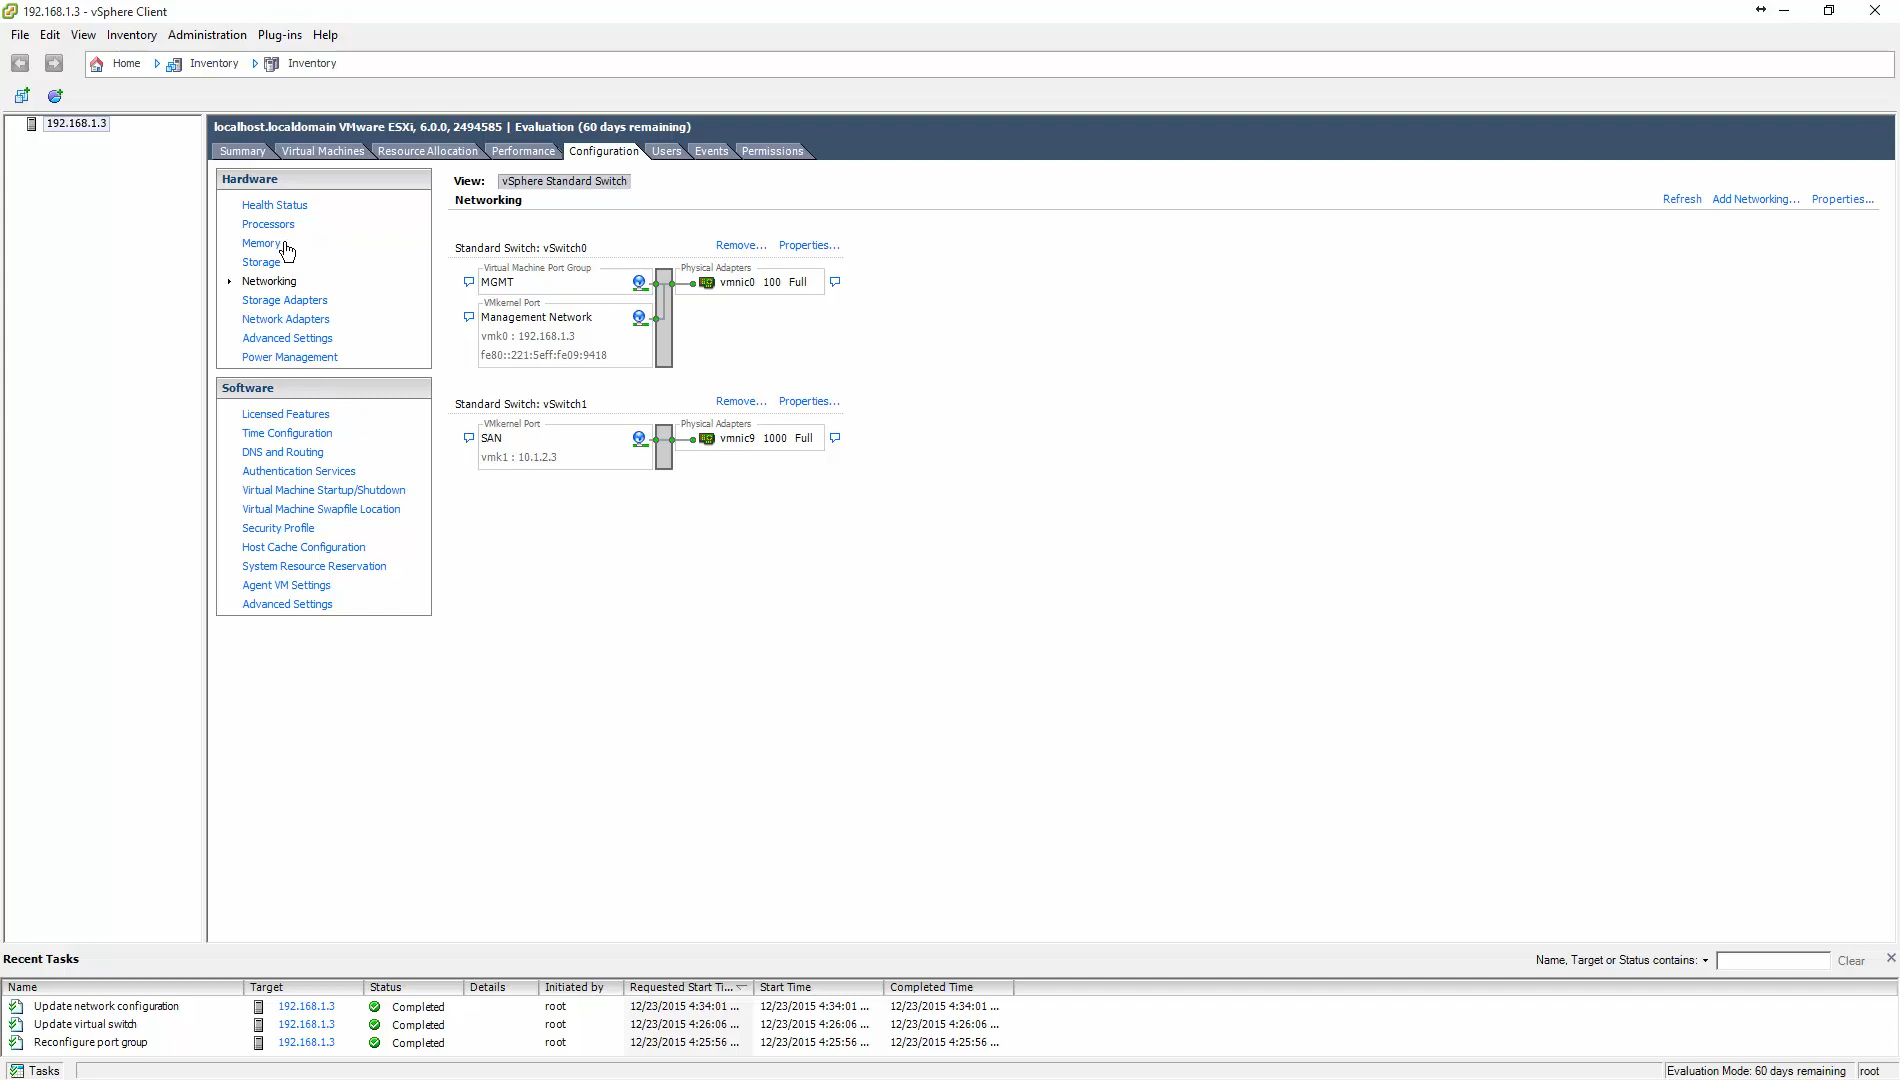 192.168.1.3 - vSphere Client
File Edit View Inventory Administration Plug-ins Help
Home Inventory Inventory
192.168.1.3
localhost.localdomain VMware ESXi, 6.0.0, 2494585 | Evaluation (60 days remaining)
Summary Virtual Machines Resource Allocation Performance Configuration Users Events Permissions
Hardware
Health Status
Processors
Memory
Storage
Networking
Storage Adapters
Network Adapters
Advanced Settings
Power Management
Software
Licensed Features
Time Configuration
DNS and Routing
Authentication Services
Virtual Machine Startup/Shutdown
Virtual Machine Swapfile Location
Security Profile
Host Cache Configuration
System Resource Reservation
Agent VM Settings
Advanced Settings
View: vSphere Standard Switch
Networking
Refresh Add Networking... Properties...
Standard Switch: vSwitch0 Remove... Properties...
Virtual Machine Port Group Physical Adapters
MGMT vmnic0 100 Full
VMkernel Port
Management Network
vmk0 : 192.168.1.3
fe80::221:5eff:fe09:9418
Standard Switch: vSwitch1 Remove... Properties...
VMkernel Port Physical Adapters
SAN vmnic9 1000 Full
vmk1 : 10.1.2.3
Recent Tasks
Name, Target or Status contains: Clear
Name Target Status Details Initiated by Requested Start Ti... Start Time Completed Time
Update network configuration 192.168.1.3 Completed root 12/23/2015 4:34:01 ... 12/23/2015 4:34:01 ... 12/23/2015 4:34:01 ...
Update virtual switch 192.168.1.3 Completed root 12/23/2015 4:26:06 ... 12/23/2015 4:26:06 ... 12/23/2015 4:26:06 ...
Reconfigure port group 192.168.1.3 Completed root 12/23/2015 4:25:56 ... 12/23/2015 4:25:56 ... 12/23/2015 4:25:56 ...
Tasks
Evaluation Mode: 60 days remaining root